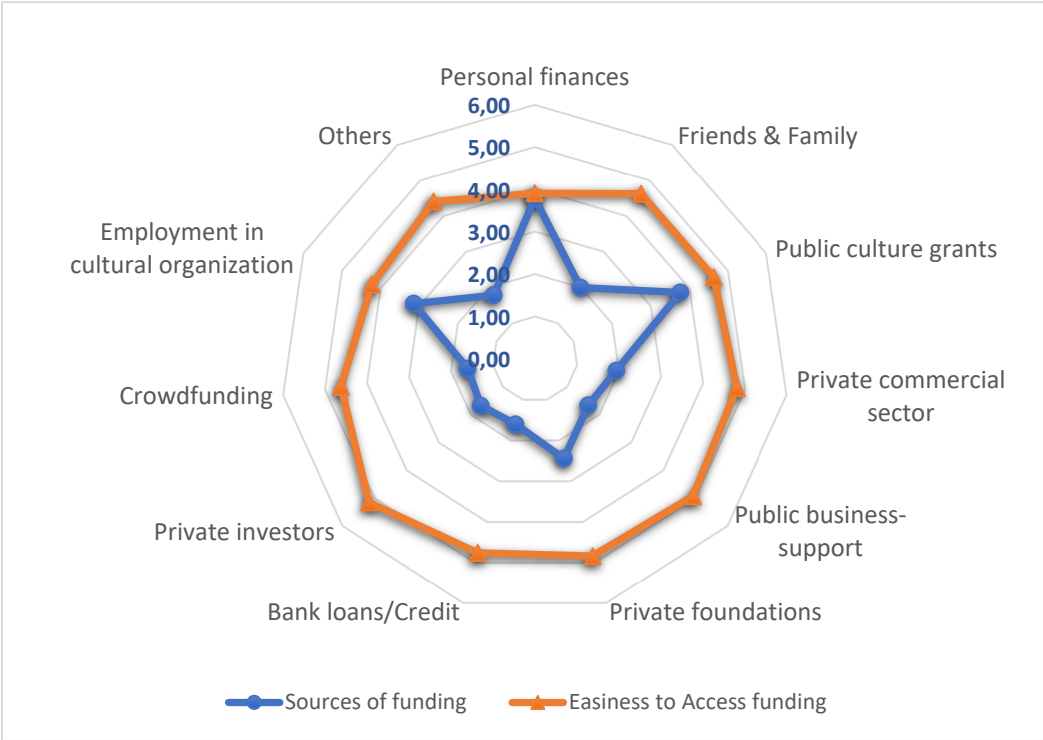 Personal finances
6,00
5,00
4,00
3,00
2,00
1,00
0,00
Friends & Family
Public culture grants
Private commercial
sector
Public business-
support
Private foundations
Bank loans/Credit
Private investors
Crowdfunding
Employment in
cultural organization
Others
Sources of funding
Easiness to Access funding